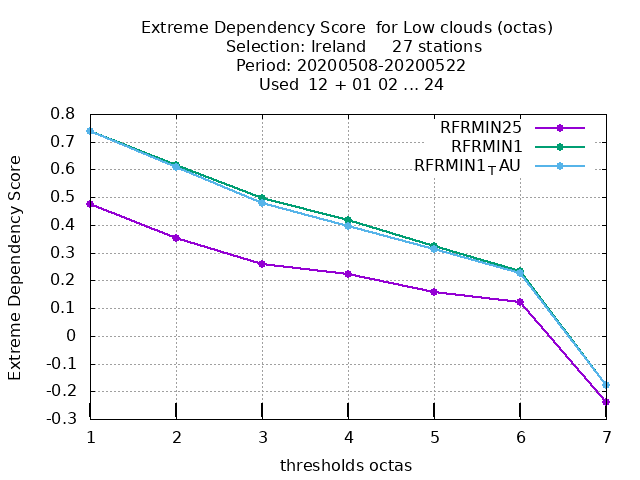 Extreme Dependency Score  for Low clouds (octas)
Selection: Ireland     27 stations
Period: 20200508-20200522
Used  12 + 01 02 ... 24
Extreme Dependency Score
0.8
0.7
0.6
0.5
0.4
0.3
0.2
0.1
0
-0.1
-0.2
-0.3
RFRMIN25
RFRMIN1
RFRMIN1TAU
1 2 3 4 5 6 7
thresholds octas